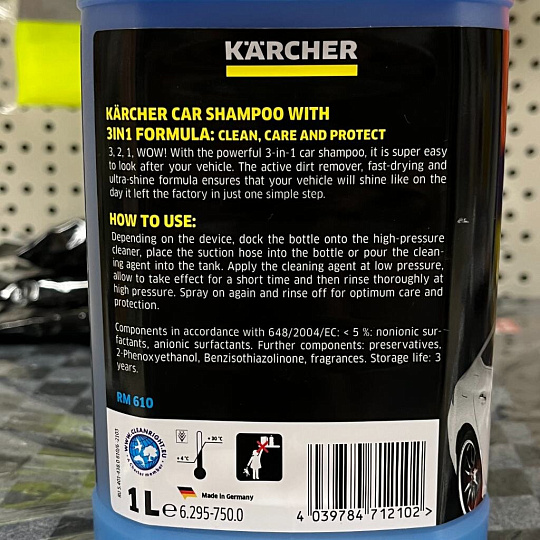 KÄRCHER
KÄRCHER CAR SHAMPOO WITH
3IN1 FORMULA: CLEAN, CARE AND PROTECT
3, 2, 1, WOW! With the powerful 3-in-1 car shampoo, it is super easy
to look after your vehicle. The active dirt remover, fast-drying and
ultra-shine formula ensures that your vehicle will shine like on the
day it left the factory in just one simple step.
HOW TO USE:
Depending on the device, dock the bottle onto the high-pressure
cleaner, place the suction hose into the bottle or pour the clean-
ing agent into the tank. Apply the cleaning agent at low pressure,
allow to take effect for a short time and then rinse thoroughly at
high pressure. Spray on again and rinse off for optimum care and
protection.
Components in accordance with 648/2004/EC: < 5 %: nonionic sur-
factants, anionic surfactants. Further components: preservatives,
2-Phenoxyethanol, Benzisothiazolinone, fragrances. Storage life: 3
years.
RM 610
WWW.CLEANRIGHT.EU
A Charter member
+ 30 °C
+ 4 °C
Made in Germany
1 L e 6.295-750.0
4 039784 712102 >